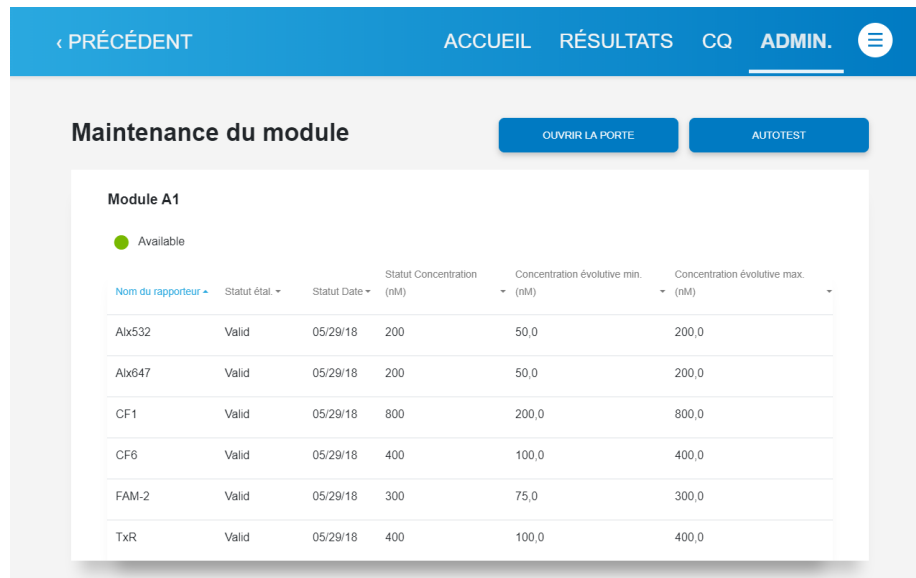 ‹ PRÉCÉDENT ACCUEIL RÉSULTATS CQ ADMIN.
Maintenance du module OUVRIR LA PORTE AUTOTEST
Module A1
Available
Nom du rapporteur Statut étal. Statut Date Statut Concentration (nM) Concentration évolutive min. (nM) Concentration évolutive max. (nM)
Alx532 Valid 05/29/18 200 50,0 200,0
Alx647 Valid 05/29/18 200 50,0 200,0
CF1 Valid 05/29/18 800 200,0 800,0
CF6 Valid 05/29/18 400 100,0 400,0
FAM-2 Valid 05/29/18 300 75,0 300,0
TxR Valid 05/29/18 400 100,0 400,0